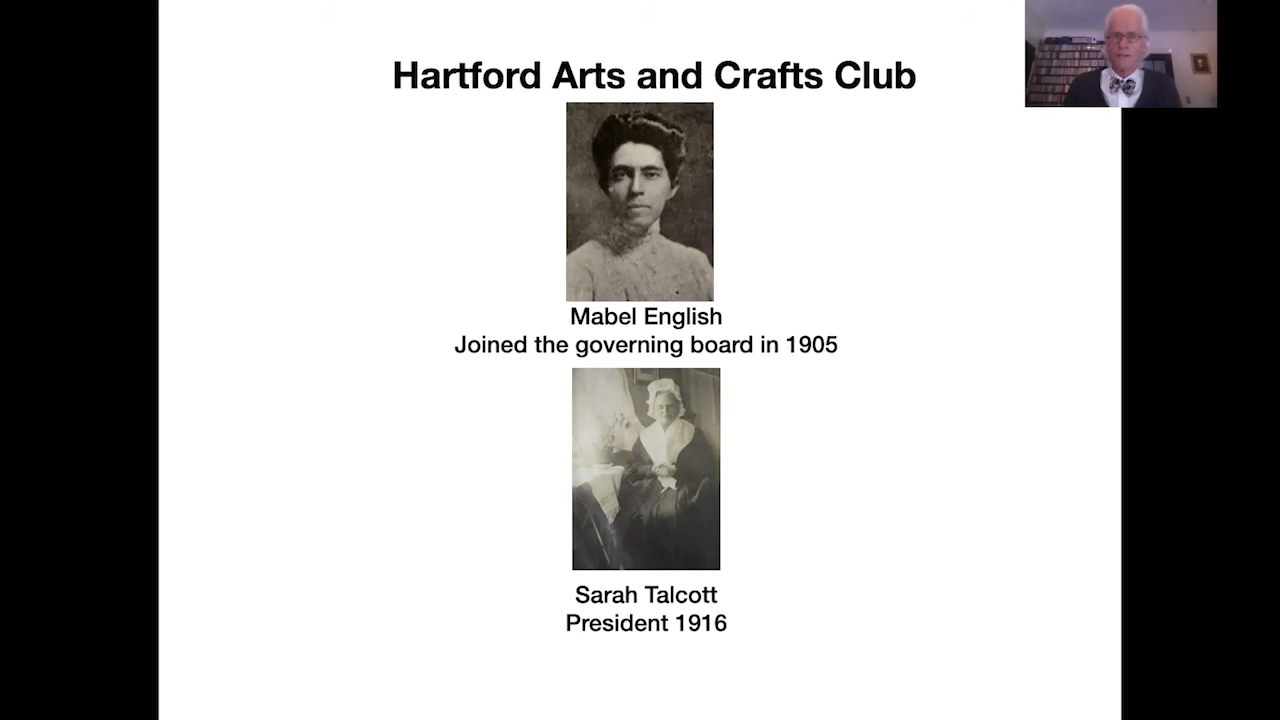 Hartford Arts and Crafts Club
Mabel English
Joined the governing board in 1905
Sarah Talcott
President 1916